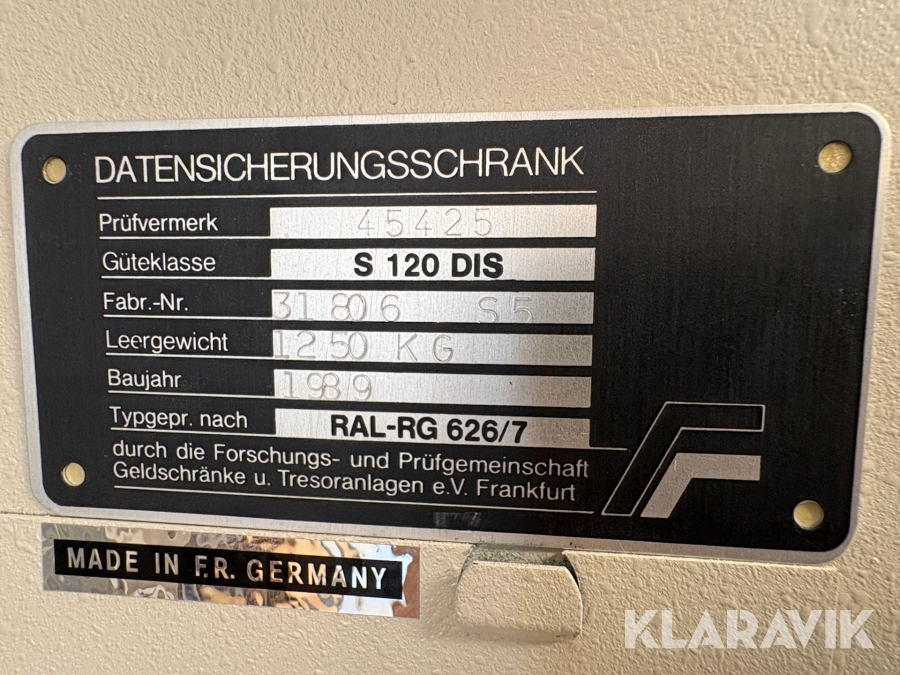 DATENSICHERUNGSSCHRANK
Prüfvermerk 45425
Güteklasse S 120 DIS
Fabr.-Nr. 31806 S5
Leergewicht 1250 KG
Baujahr 1989
Typgepr. nach RAL-RG 626/7
durch die Forschungs- und Prüfgemeinschaft
Geldschränke u. Tresoranlagen e.V. Frankfurt
MADE IN F.R. GERMANY
KLARAVIK